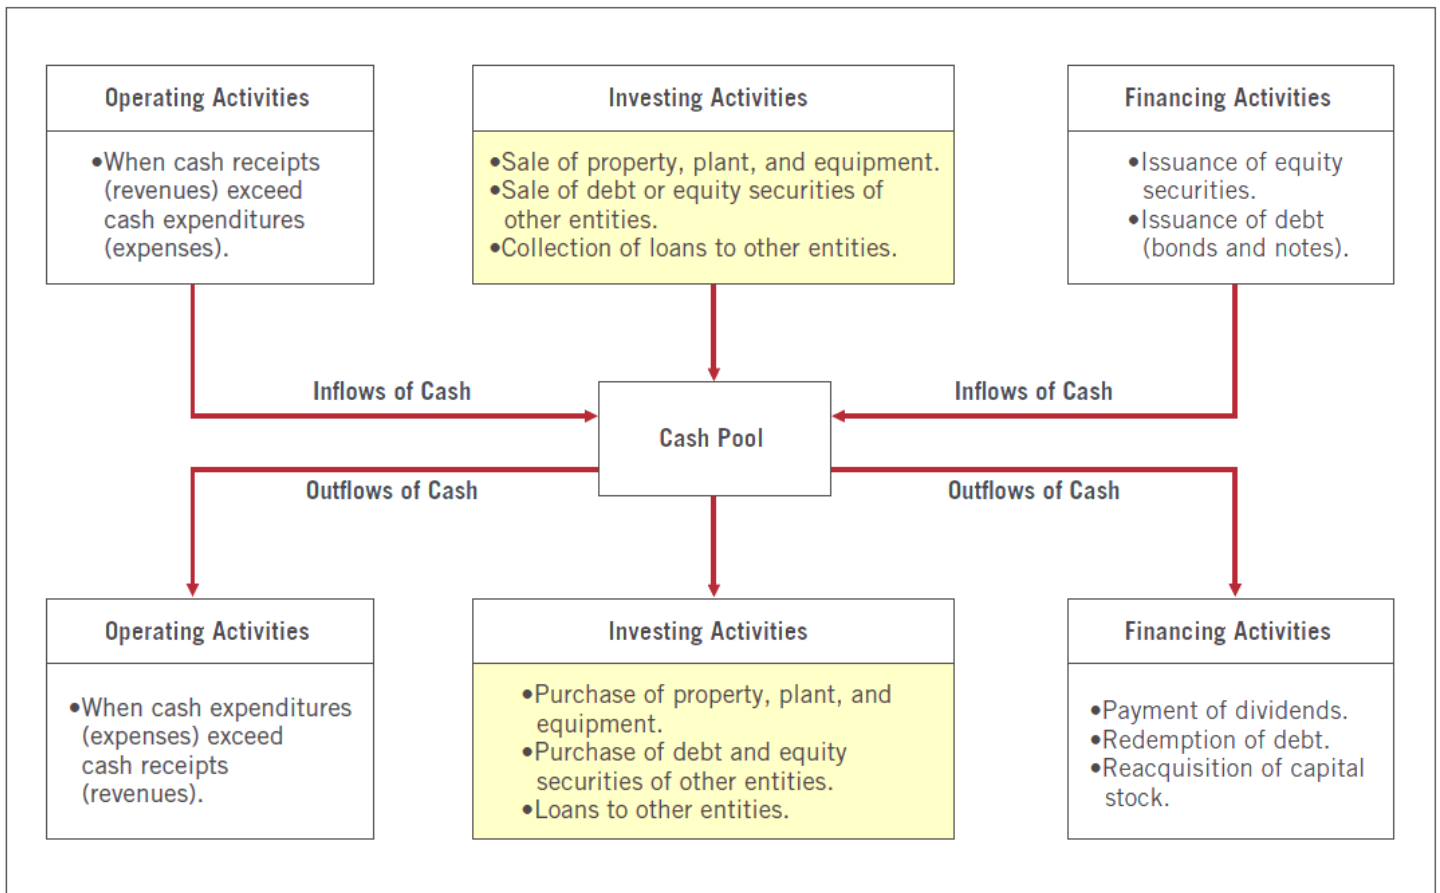 Operating Activities
•When cash receipts
(revenues) exceed
cash expenditures
(expenses).
Investing Activities
•Sale of property, plant, and equipment.
•Sale of debt or equity securities of
other entities.
•Collection of loans to other entities.
Financing Activities
•Issuance of equity
securities.
•Issuance of debt
(bonds and notes).
Inflows of Cash
Inflows of Cash
Cash Pool
Outflows of Cash
Outflows of Cash
Operating Activities
•When cash expenditures
(expenses) exceed
cash receipts
(revenues).
Investing Activities
•Purchase of property, plant, and
equipment.
•Purchase of debt and equity
securities of other entities.
•Loans to other entities.
Financing Activities
•Payment of dividends.
•Redemption of debt.
•Reacquisition of capital
stock.